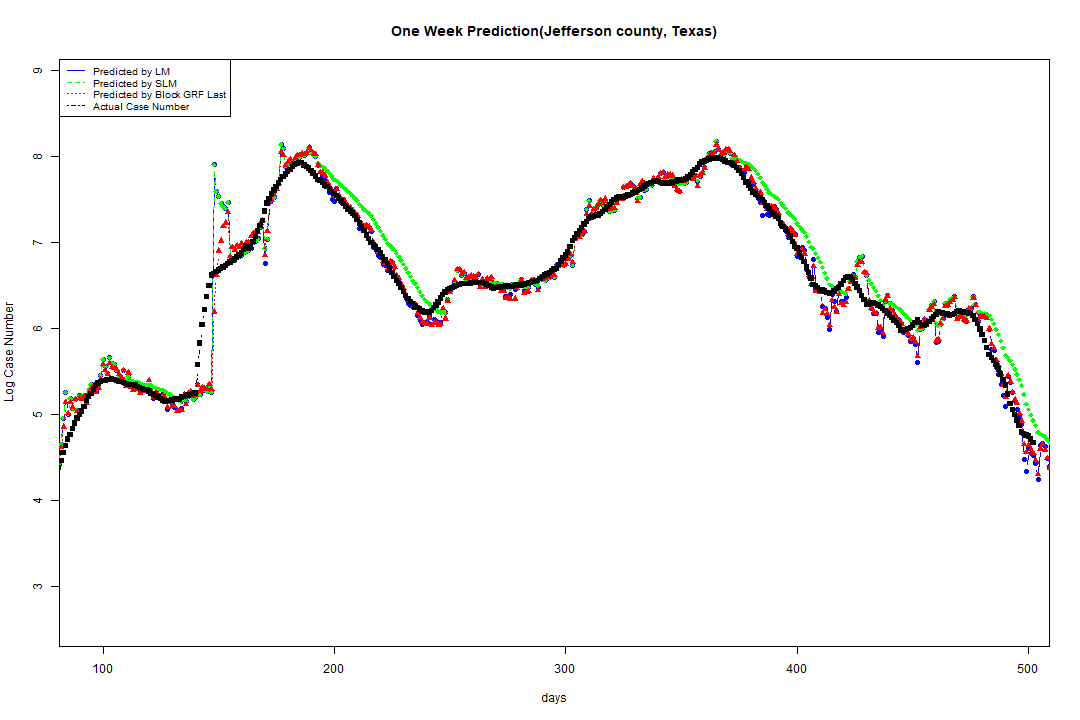 One Week Prediction(Jefferson county, Texas)
Predicted by LM
Predicted by SLM
Predicted by Block GRF Last
Actual Case Number
Log Case Number
9
8
7
6
5
4
3
100 200 300 400 500
days